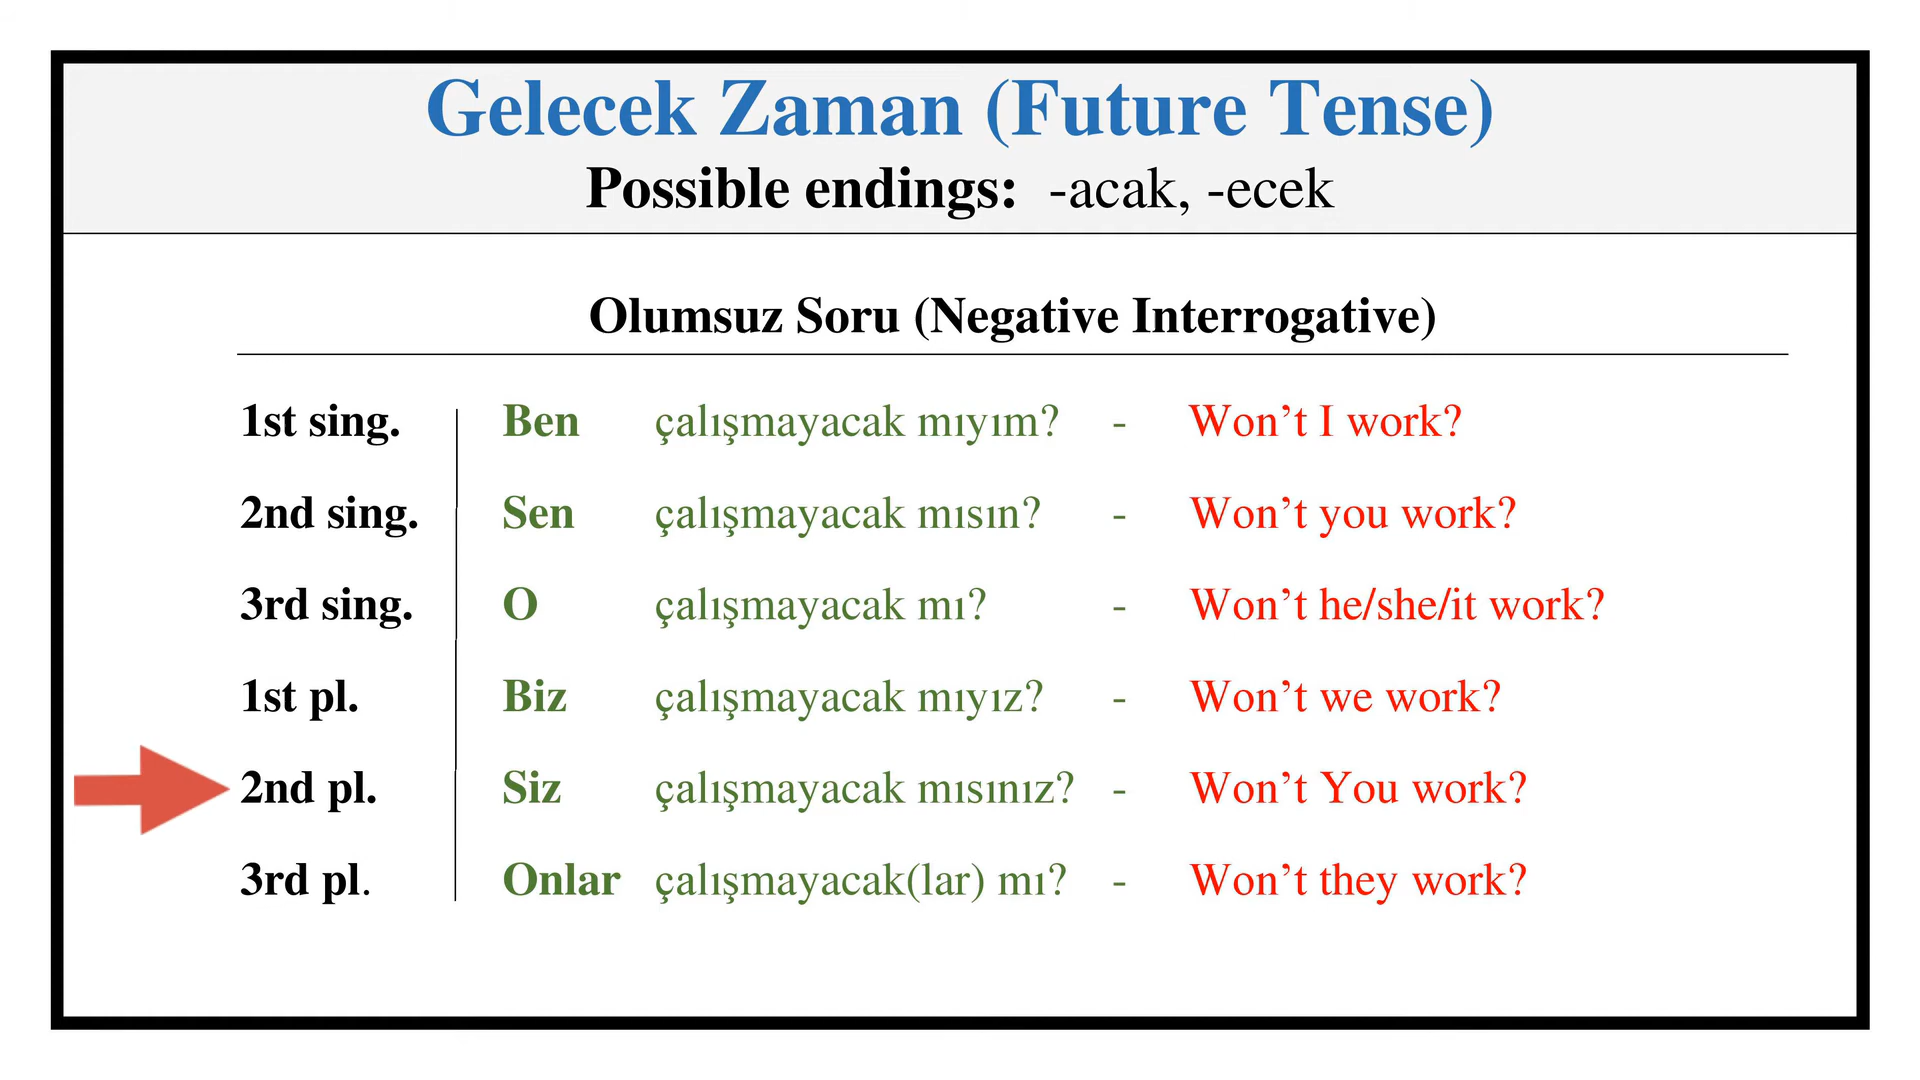 Gelecek Zaman (Future Tense)
Possible endings: -acak, -ecek
Olumsuz Soru (Negative Interrogative)
1st sing. Ben çalışmayacak mıyım? - Won’t I work?
2nd sing. Sen çalışmayacak mısın? - Won’t you work?
3rd sing. O çalışmayacak mı? - Won’t he/she/it work?
1st pl. Biz çalışmayacak mıyız? - Won’t we work?
2nd pl. Siz çalışmayacak mısınız? - Won’t You work?
3rd pl. Onlar çalışmayacak(lar) mı? - Won’t they work?